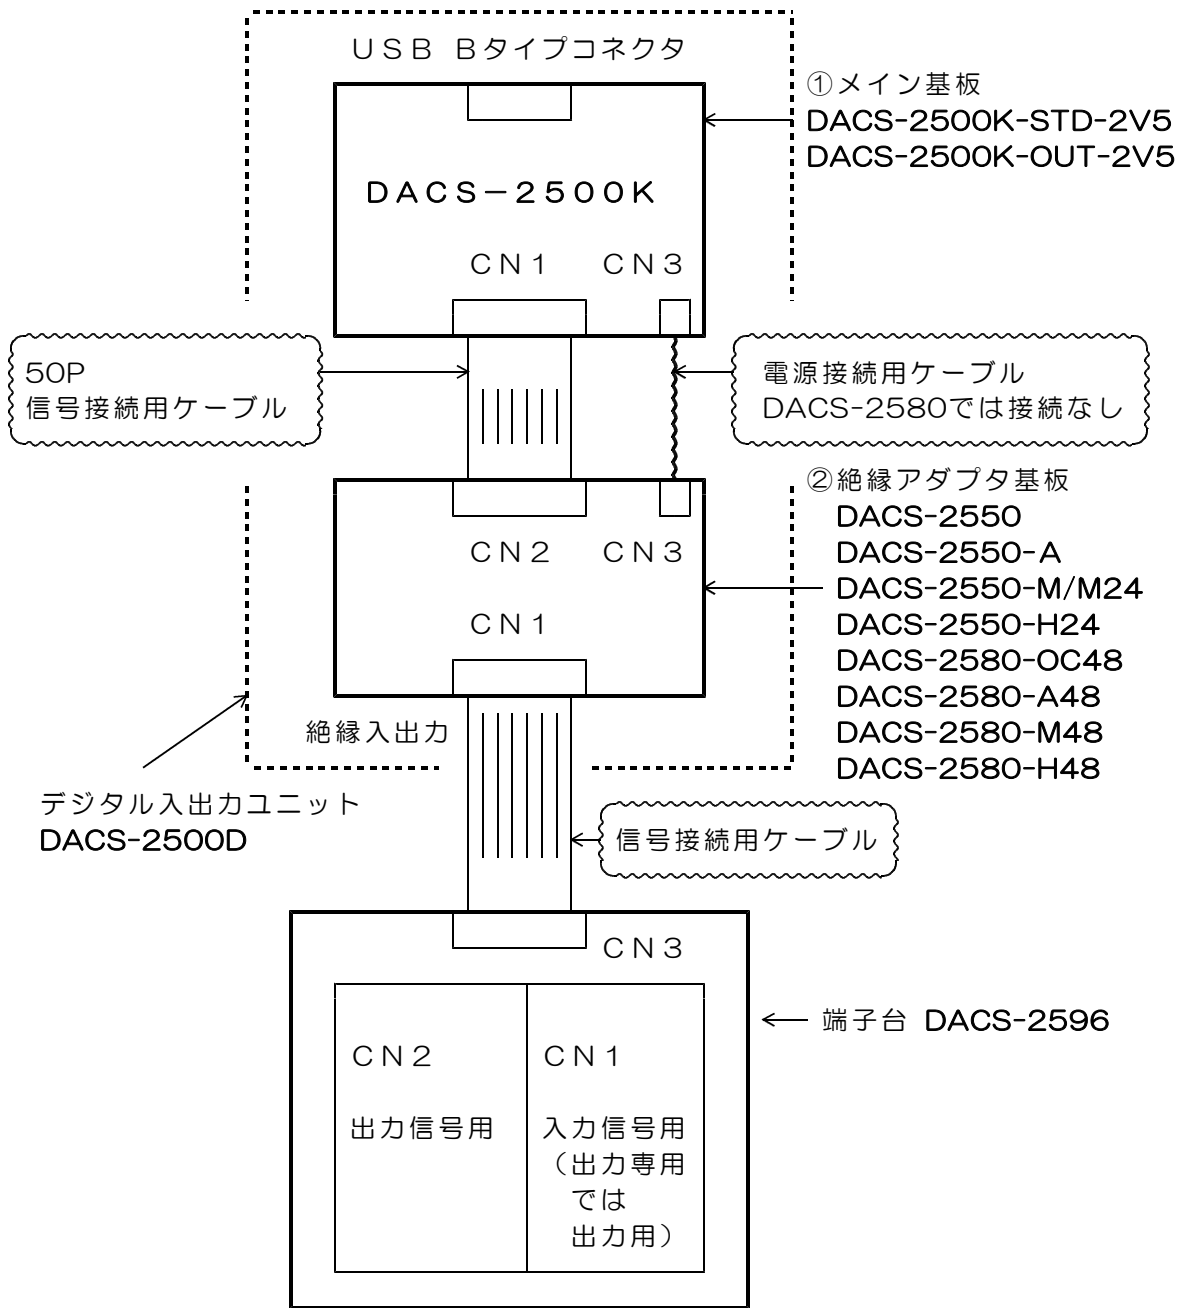 USB Bタイプコネクタ
①メイン基板
DACS-2500K-STD-2V5
DACS-2500K-OUT-2V5
DACS－2500K
CN1 CN3
50P
信号接続用ケーブル
電源接続用ケーブル
DACS-2580では接続なし
②絶縁アダプタ基板
DACS-2550
DACS-2550-A
DACS-2550-M/M24
DACS-2550-H24
DACS-2580-OC48
DACS-2580-A48
DACS-2580-M48
DACS-2580-H48
CN2 CN3
CN1
絶縁入出力
デジタル入出力ユニット
DACS-2500D
信号接続用ケーブル
CN3
端子台 DACS-2596
CN2
出力信号用
CN1
入力信号用
（出力専用
では
出力用）